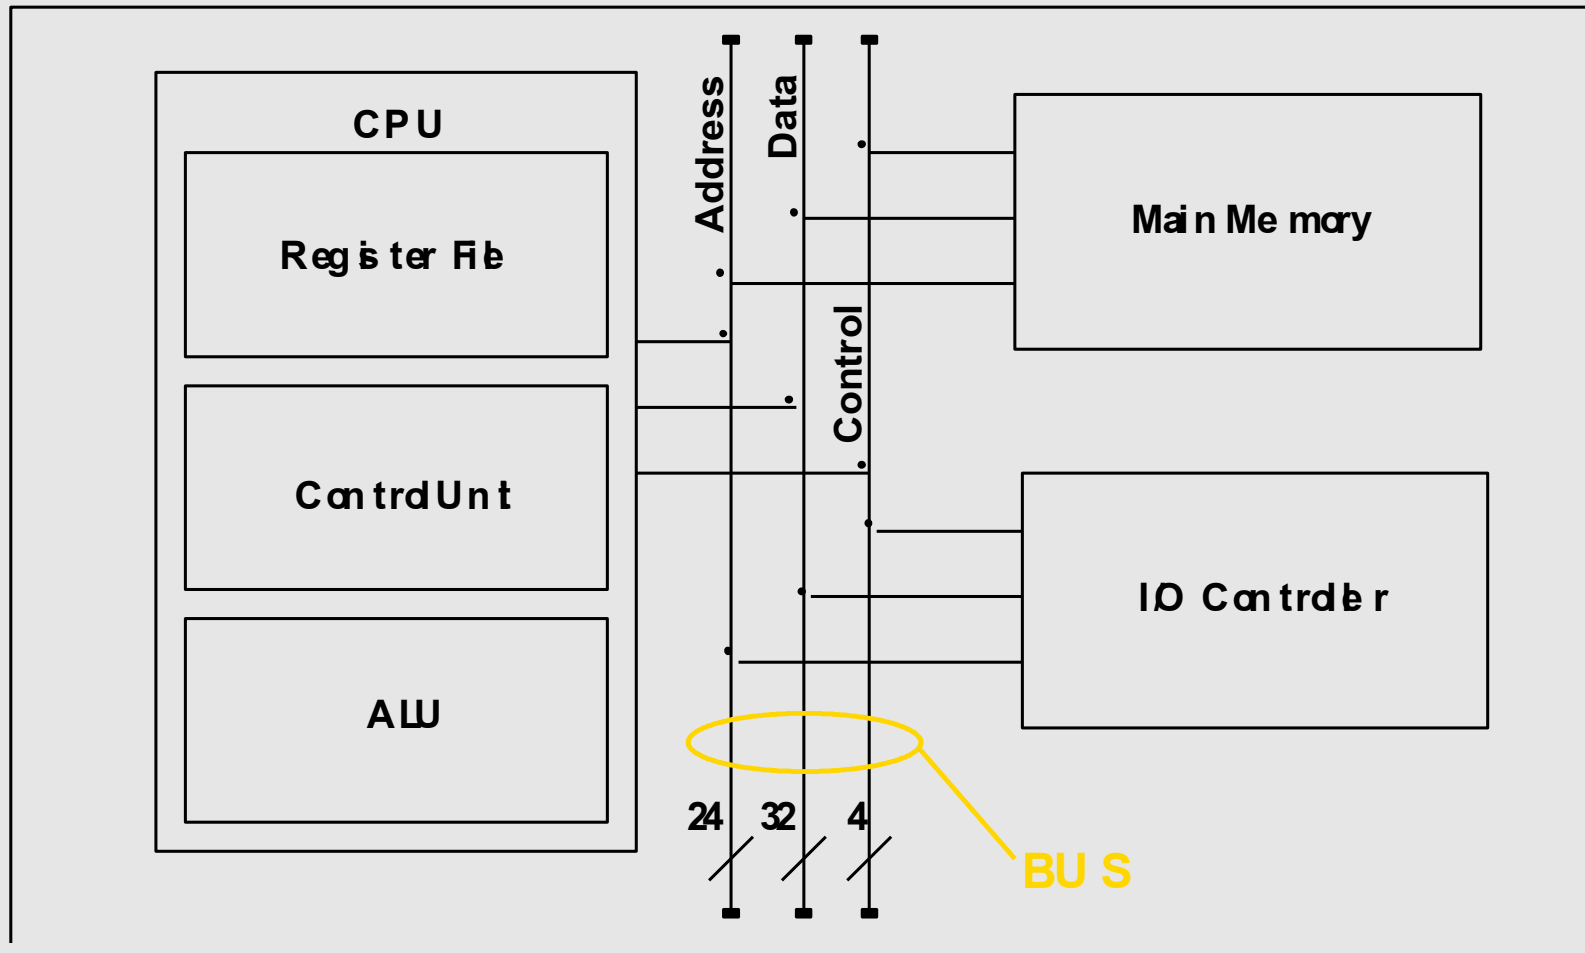 CPU
Register File
Control Unit
ALU
Address
Data
Control
Main Memory
I/O Controller
24
32
4
BUS